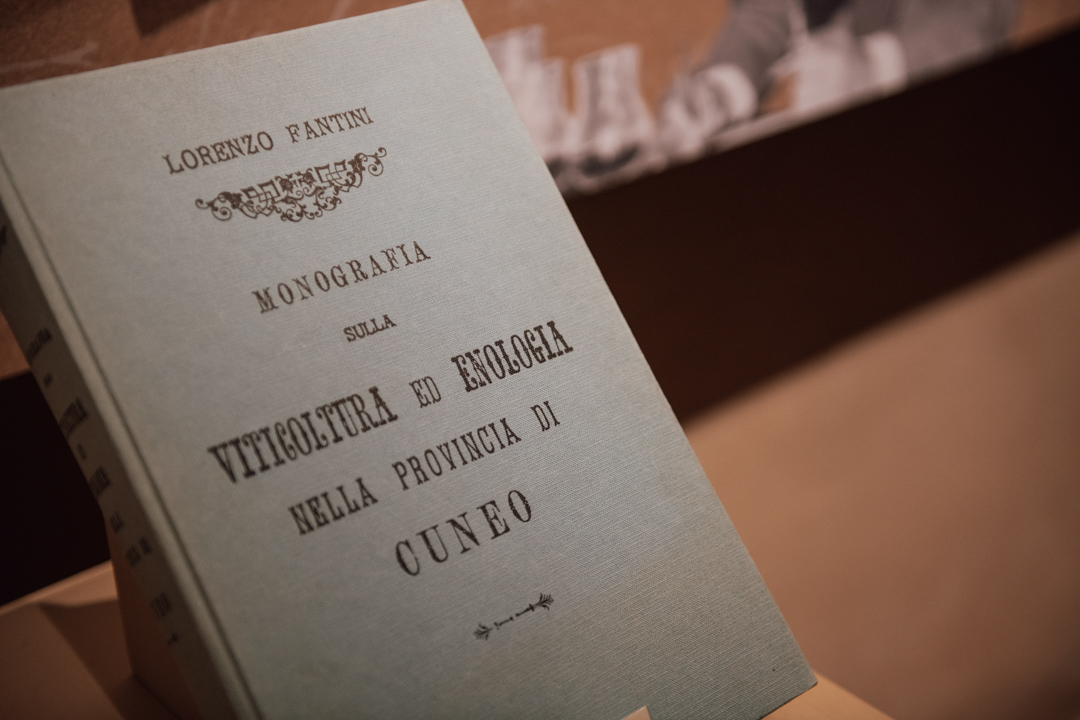 LORENZO FANTINI
MONOGRAFIA
SULLA
VITICOLTURA ED ENOLOGIA
NELLA PROVINCIA DI
CUNEO